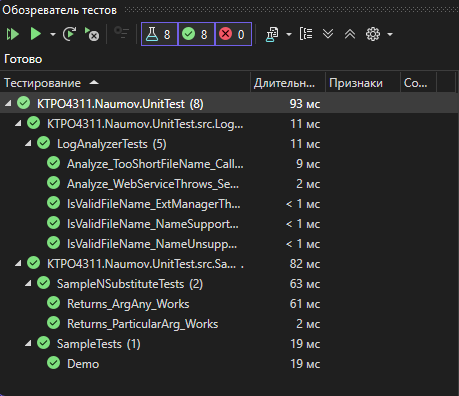 Обозреватель тестов
8 8 0
Готово
Тестирование Длительн... Признаки Со...
KTPO4311.Naumov.UnitTest (8) 93 мс
KTPO4311.Naumov.UnitTest.src.Log... 11 мс
LogAnalyzerTests (5) 11 мс
Analyze_TooShortFileName_Call... 9 мс
Analyze_WebServiceThrows_Se... 2 мс
IsValidFileName_ExtManagerTh... < 1 мс
IsValidFileName_NameSupport... < 1 мс
IsValidFileName_NameUnsupp... < 1 мс
KTPO4311.Naumov.UnitTest.src.Sa... . 82 мс
SampleNSubstituteTests (2) 63 мс
Returns_ArgAny_Works 61 мс
Returns_ParticularArg_Works 2 мс
SampleTests (1) 19 мс
Demo 19 мс